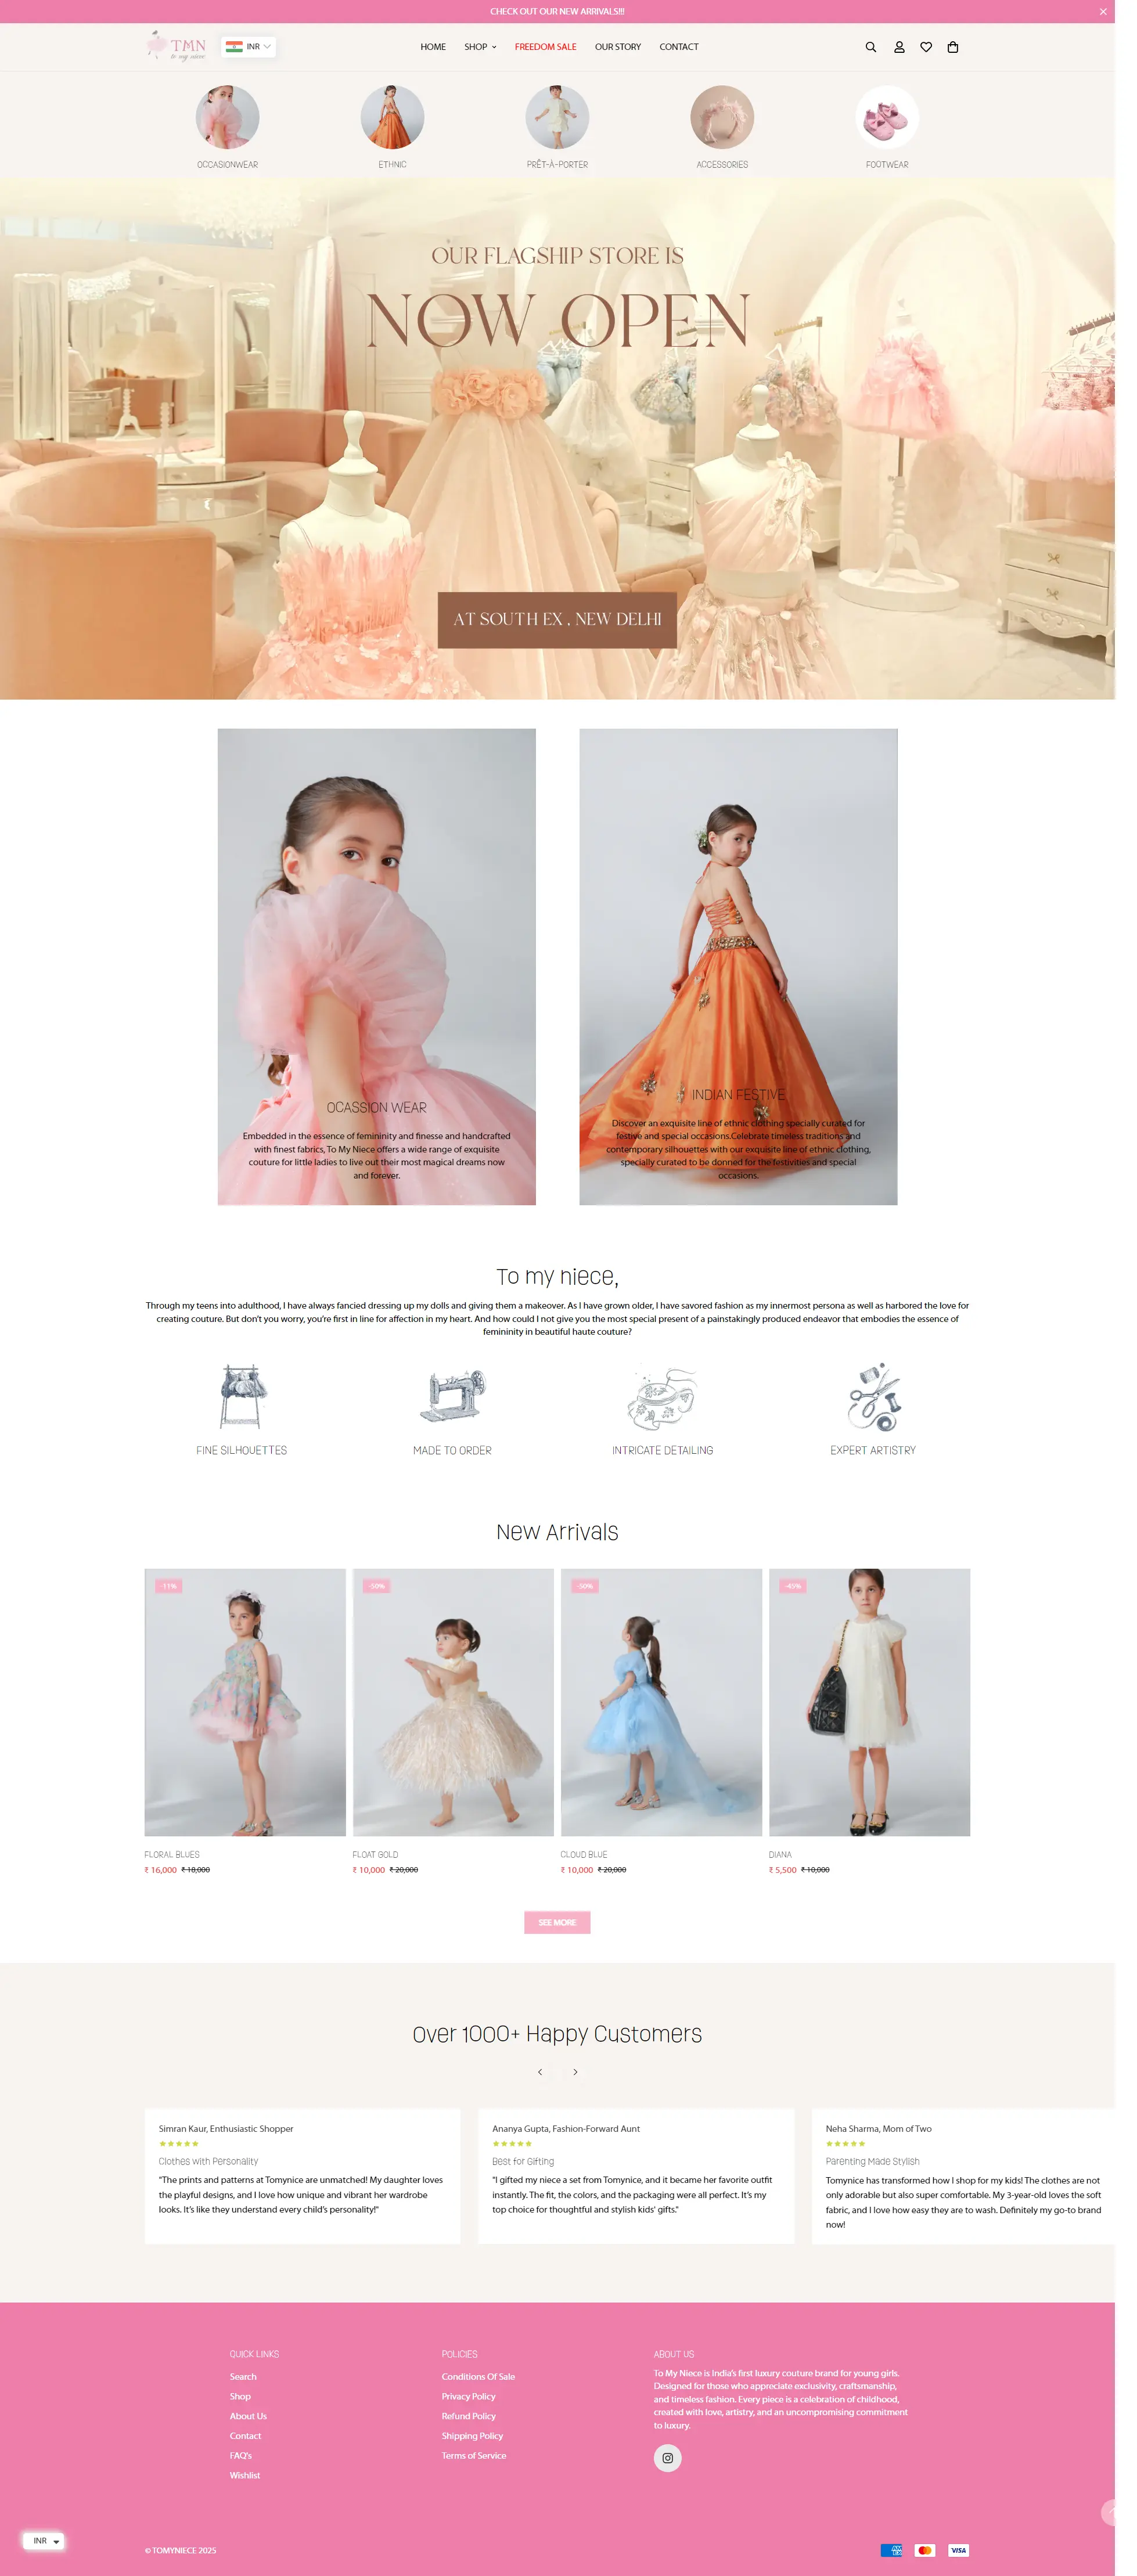 CHECK OUT OUR NEW ARRIVALS!!!
TMN
to my niece
INR
HOME
SHOP
FREEDOM SALE
OUR STORY
CONTACT
OCCASIONWEAR
ETHNIC
PRÊT-À-PORTER
ACCESSORIES
FOOTWEAR
OUR FLAGSHIP STORE IS
NOW OPEN
AT SOUTH EX , NEW DELHI
OCASSION WEAR
Embedded in the essence of femininity and finesse and handcrafted
with finest fabrics, To My Niece offers a wide range of exquisite
couture for little ladies to live out their most magical dreams now
and forever.
INDIAN FESTIVE
Discover an exquisite line of ethnic clothing specially curated for
festive and special occasions.Celebrate timeless traditions and
contemporary silhouettes with our exquisite line of ethnic clothing,
specially curated to be donned for the festivities and special
occasions.
To my niece,
Through my teens into adulthood, I have always fancied dressing up my dolls and giving them a makeover. As I have grown older, I have savored fashion as my innermost persona as well as harbored the love for
creating couture. But don't you worry, you're first in line for affection in my heart. And how could I not give you the most special present of a painstakingly produced endeavor that embodies the essence of
femininity in beautiful haute couture?
FINE SILHOUETTES
MADE TO ORDER
INTRICATE DETAILING
EXPERT ARTISTRY
New Arrivals
-11%
-50%
-50%
-45%
FLORAL BLUES
₹ 16,000 ₹ 18,000
FLOAT GOLD
₹ 10,000 ₹ 20,000
CLOUD BLUE
₹ 10,000 ₹ 20,000
DIANA
₹ 5,500 ₹ 10,000
SEE MORE
Over 1000+ Happy Customers
Simran Kaur, Enthusiastic Shopper
Clothes with Personality
"The prints and patterns at Tomynice are unmatched! My daughter loves
the playful designs, and I love how unique and vibrant her wardrobe
looks. It's like they understand every child's personality!"
Ananya Gupta, Fashion-Forward Aunt
Best for Gifting
"I gifted my niece a set from Tomynice, and it became her favorite outfit
instantly. The fit, the colors, and the packaging were all perfect. It's my
top choice for thoughtful and stylish kids' gifts."
Neha Sharma, Mom of Two
Parenting Made Stylish
Tomynice has transformed how I shop for my kids! The clothes are not
only adorable but also super comfortable. My 3-year-old loves the soft
fabric, and I love how easy they are to wash. Definitely my go-to brand
now!
QUICK LINKS
Search
Shop
About Us
Contact
FAQ's
Wishlist
POLICIES
Conditions Of Sale
Privacy Policy
Refund Policy
Shipping Policy
Terms of Service
ABOUT US
To My Niece is India's first luxury couture brand for young girls.
Designed for those who appreciate exclusivity, craftsmanship,
and timeless fashion. Every piece is a celebration of childhood,
created with love, artistry, and an uncompromising commitment
to luxury.
INR
© TOMYNIECE 2025
AM
EX
VISA